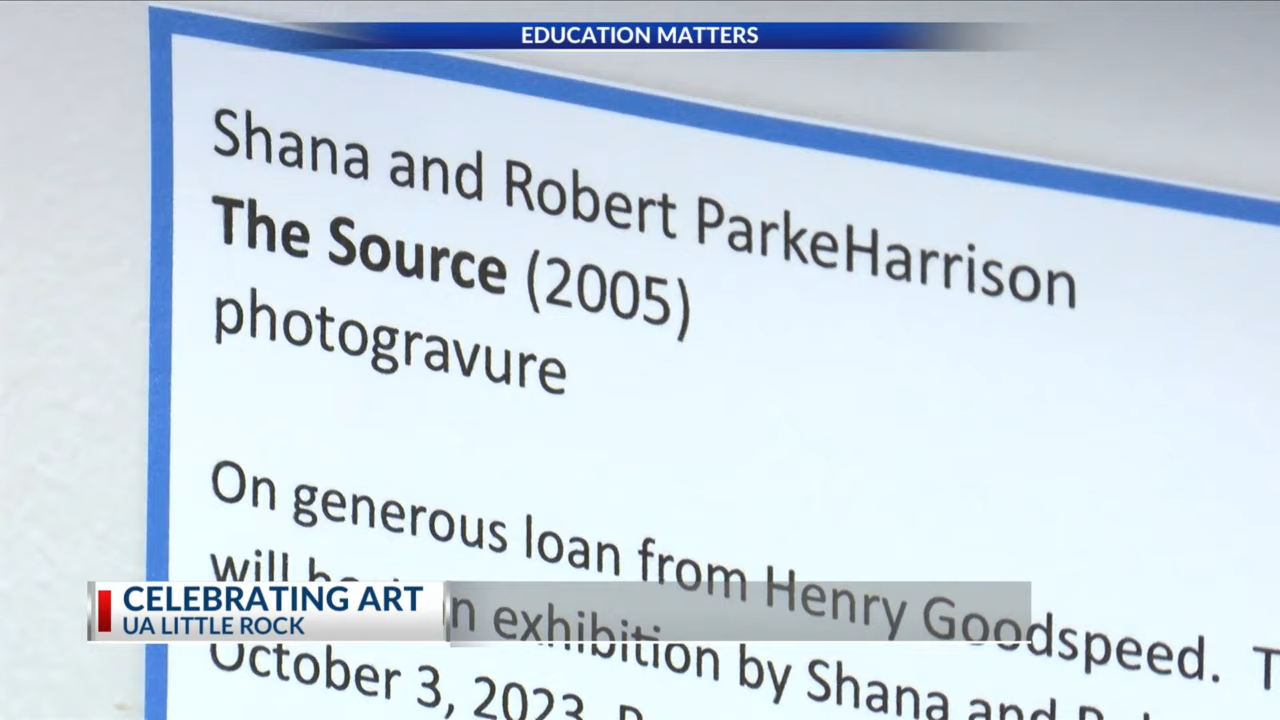 EDUCATION MATTERS
Shana and Robert ParkeHarrison
The Source (2005)
photogravure
On generous loan from Henry Goodspeed.
will
exhibition by Shana and
October 3, 2023.
CELEBRATING ART
UA LITTLE ROCK